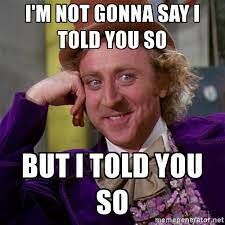 I'M NOT GONNA SAY I
TOLD YOU SO
BUT I TOLD YOU
SO
memegenerator.net